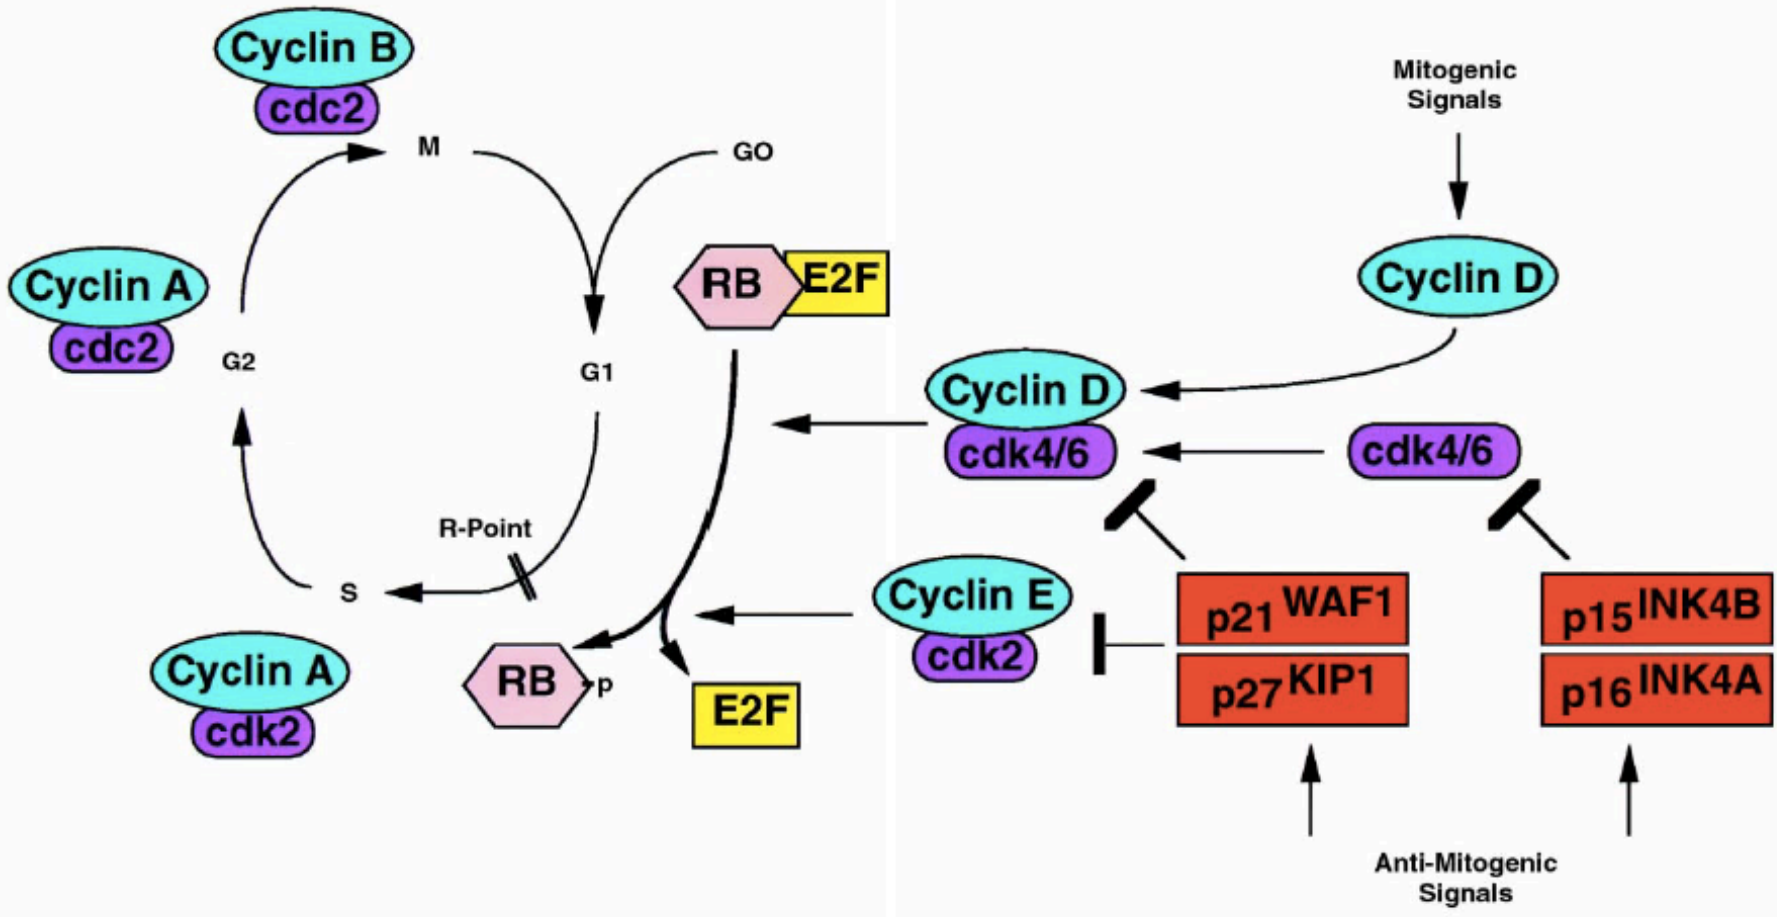 Cyclin B
cdc2
M
GO
Mitogenic
Signals
Cyclin A
cdc2
G2
G1
RB
E2F
Cyclin D
Cyclin D
cdk4/6
cdk4/6
R-Point
S
Cyclin A
cdk2
RB
p
E2F
Cyclin E
cdk2
p21 WAF1
p27 KIP1
p15 INK4B
p16 INK4A
Anti-Mitogenic
Signals